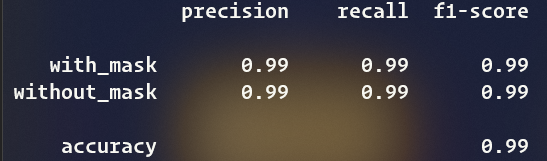 precision recall f1-score
with_mask 0.99 0.99 0.99
without_mask 0.99 0.99 0.99
accuracy 0.99